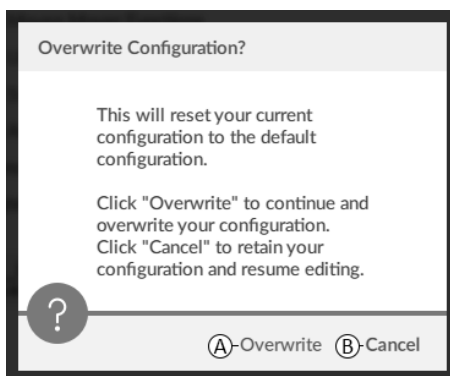 Overwrite Configuration?
This will reset your current
configuration to the default
configuration.
Click "Overwrite" to continue and
overwrite your configuration.
Click "Cancel" to retain your
configuration and resume editing.
?
A-Overwrite B-Cancel